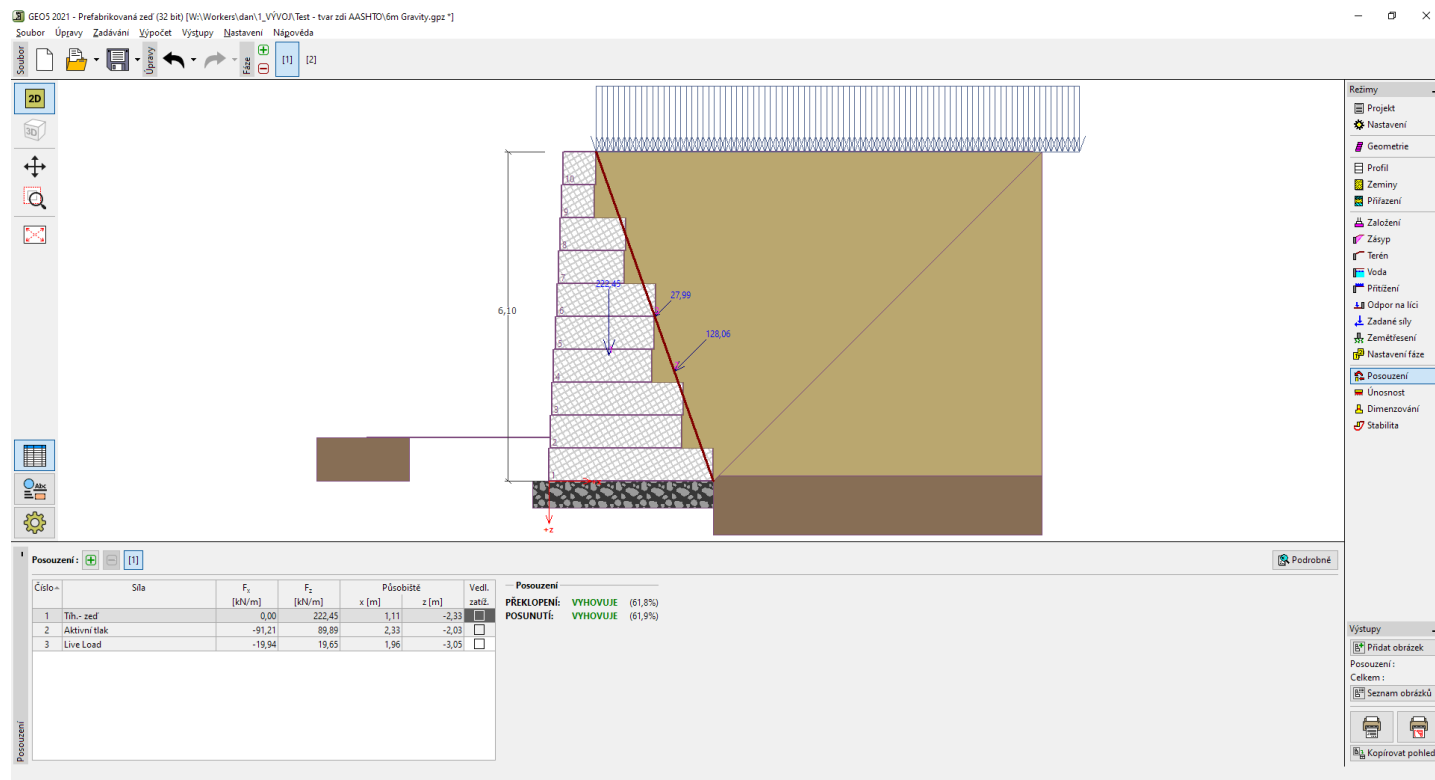 GEO5 2021 - Prefabrikovaná zeď (32 bit) [W:\Workers\dan\1_VÝVOJ\Test - tvar zdi AASHTO\6m Gravity.gpz *]
Soubor Úpravy Zadávání Výpočet Výstupy Nastavení Nápověda
Soubor
Úpravy
Fáze
[1] [2]
2D
3D
Abc
6,10
10
9
8
7
6
5
4
3
2
1
222,45
27,99
128,06
+z
Režimy
Projekt
Nastavení
Geometrie
Profil
Zeminy
Přiřazení
Založení
Zásyp
Terén
Voda
Přitížení
Odpor na líci
Zadané síly
Zemětřesení
Nastavení fáze
Posouzení
Únosnost
Dimenzování
Stabilita
Posouzení : [1]
Podrobně
Číslo Síla Fx Fz Působiště Vedl.
[kN/m] [kN/m] x [m] z [m] zatíž.
1 Tíh.- zeď 0,00 222,45 1,11 -2,33
2 Aktivní tlak -91,21 89,89 2,33 -2,03
3 Live Load -19,94 19,65 1,96 -3,05
Posouzení
PŘEKLOPENÍ: VYHOVUJE (61,8%)
POSUNUTÍ: VYHOVUJE (61,9%)
Posouzení
Výstupy
Přidat obrázek
Posouzení :
Celkem :
Seznam obrázků
Kopírovat pohled